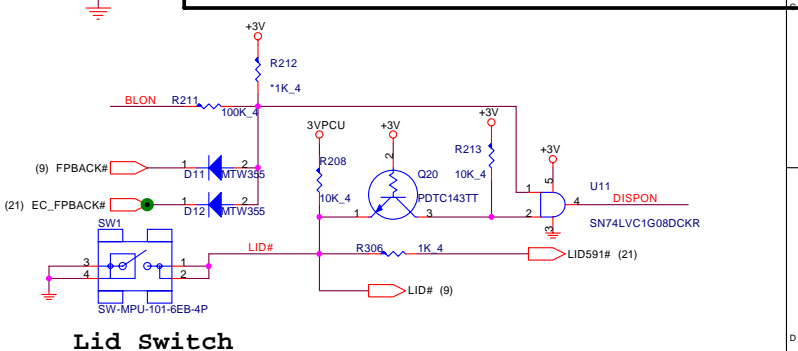 C
+3V
R212
*1K_4
BLON
R211
100K_4
3VPCU
+3V
+3V
+3V
R208
10K_4
2
Q20
PDTC143TT
R213
10K_4
(9) FPBACK#
1
2
D11
MTW355
1
5
U11
4
DISPON
(21) EC_FPBACK#
1
2
D12
MTW355
1
3
2
3
SN74LVC1G08DCKR
SW1
LID#
R306
1K_4
LID591# (21)
3
1
4
2
LID# (9)
SW-MPU-101-6EB-4P
Lid Switch
D